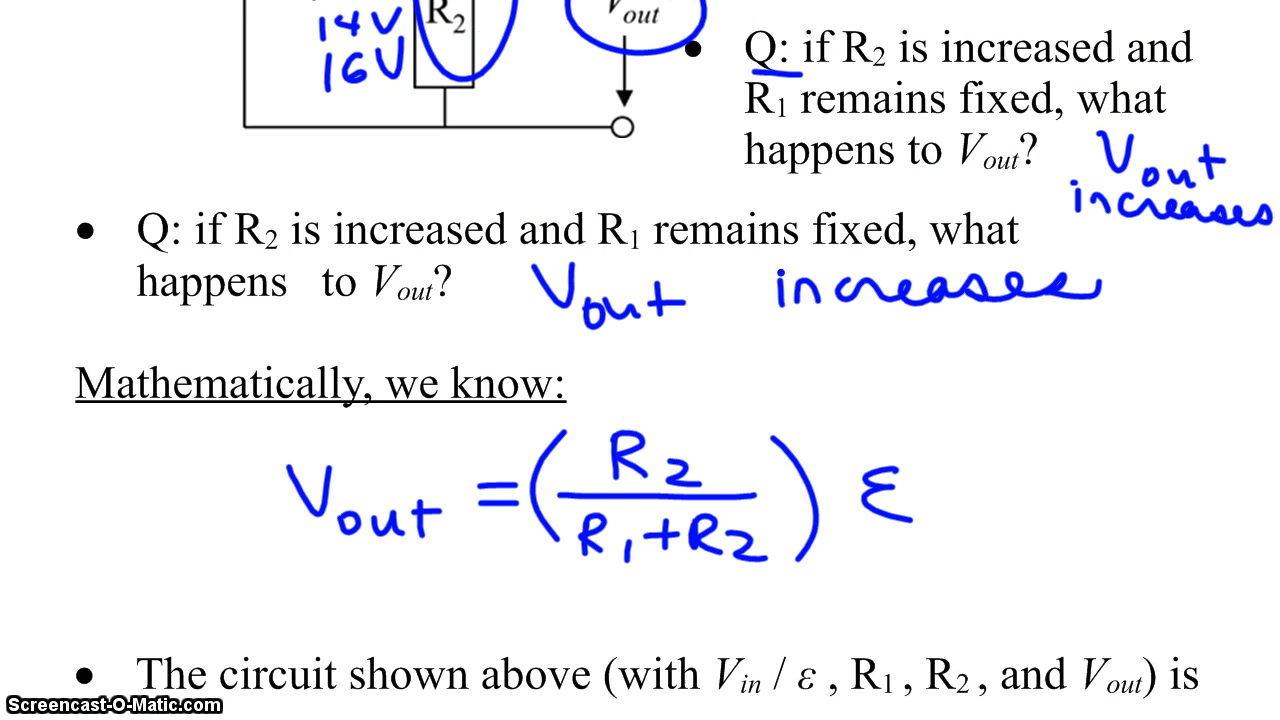 14V
16V
R₂
Vout
• Q: if R₂ is increased and
R₁ remains fixed, what
happens to Vout?
Vout
increases
• Q: if R₂ is increased and R₁ remains fixed, what
happens to Vout?
Vout increases
Mathematically, we know:
Vout = (R₂ / R₁+R₂) ε
• The circuit shown above (with Vin / ε , R₁ , R₂ , and Vout) is
Screencast-O-Matic.com